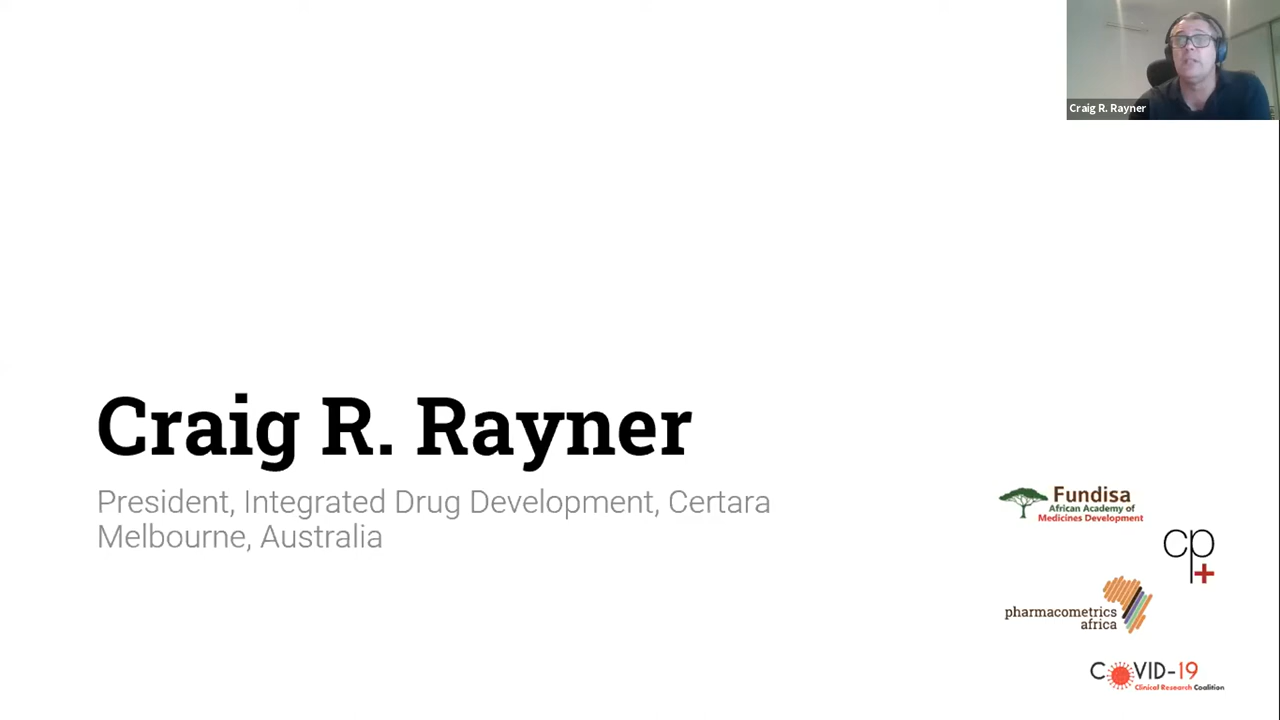 Craig R. Rayner
Craig R. Rayner
President, Integrated Drug Development, Certara
Melbourne, Australia
Fundisa
African Academy of
Medicines Development
cp+
pharmacometrics
africa
COVID-19
Clinical Research Coalition